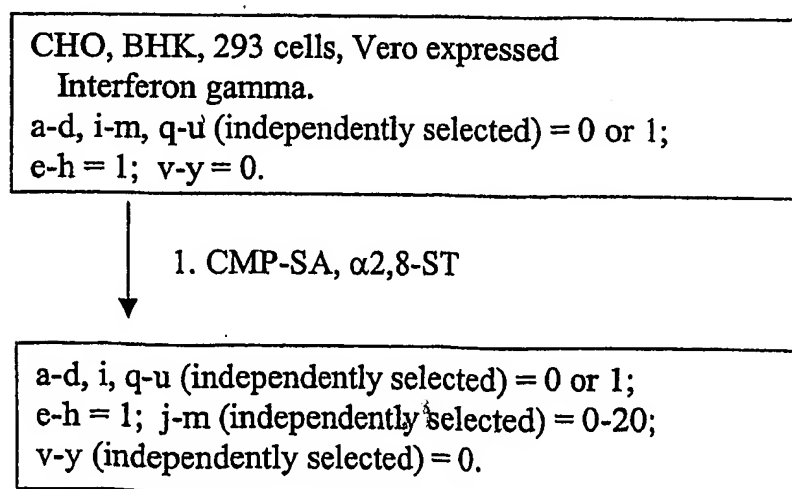 CHO, BHK, 293 cells, Vero expressed
Interferon gamma.
a-d, i-m, q-u (independently selected) = 0 or 1;
e-h = 1; v-y = 0.
1. CMP-SA, α2,8-ST
a-d, i, q-u (independently selected) = 0 or 1;
e-h = 1; j-m (independently selected) = 0-20;
v-y (independently selected) = 0.